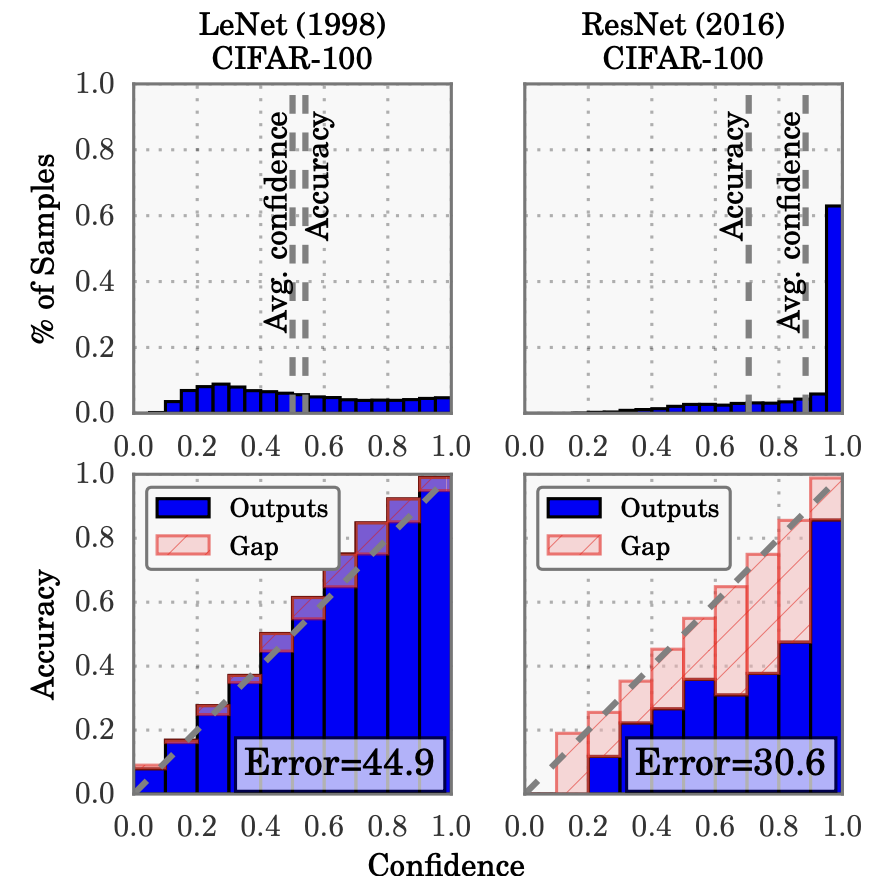 LeNet (1998)
CIFAR-100
ResNet (2016)
CIFAR-100
% of Samples
1.0
0.8
0.6
0.4
0.2
0.0
Avg. confidence
Accuracy
0.0 0.2 0.4 0.6 0.8 1.0
Accuracy
Avg. confidence
0.0 0.2 0.4 0.6 0.8 1.0
Accuracy
1.0
0.8
0.6
0.4
0.2
0.0
Outputs
Gap
Error=44.9
0.0 0.2 0.4 0.6 0.8 1.0
Outputs
Gap
Error=30.6
0.0 0.2 0.4 0.6 0.8 1.0
Confidence